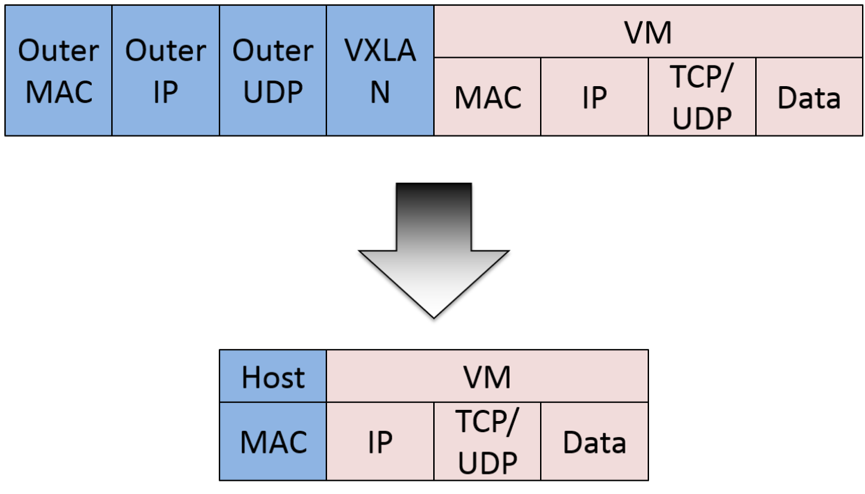 Outer
MAC
Outer
IP
Outer
UDP
VXLA
N
VM
MAC
IP
TCP/
UDP
Data
Host
VM
MAC
IP
TCP/
UDP
Data